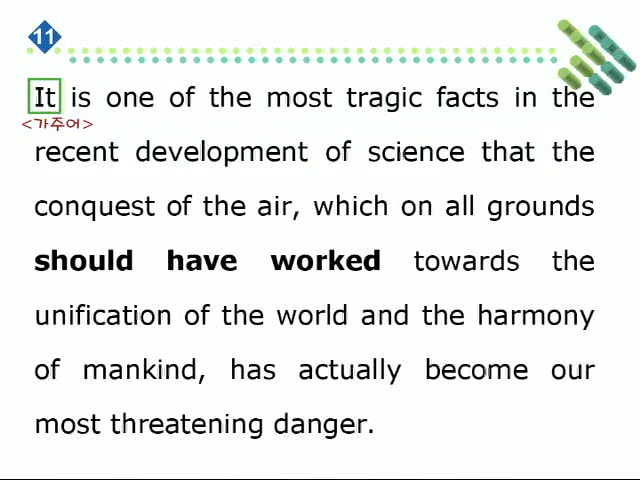 11
It is one of the most tragic facts in the
<가주어>
recent development of science that the
conquest of the air, which on all grounds
should have worked towards the
unification of the world and the harmony
of mankind, has actually become our
most threatening danger.